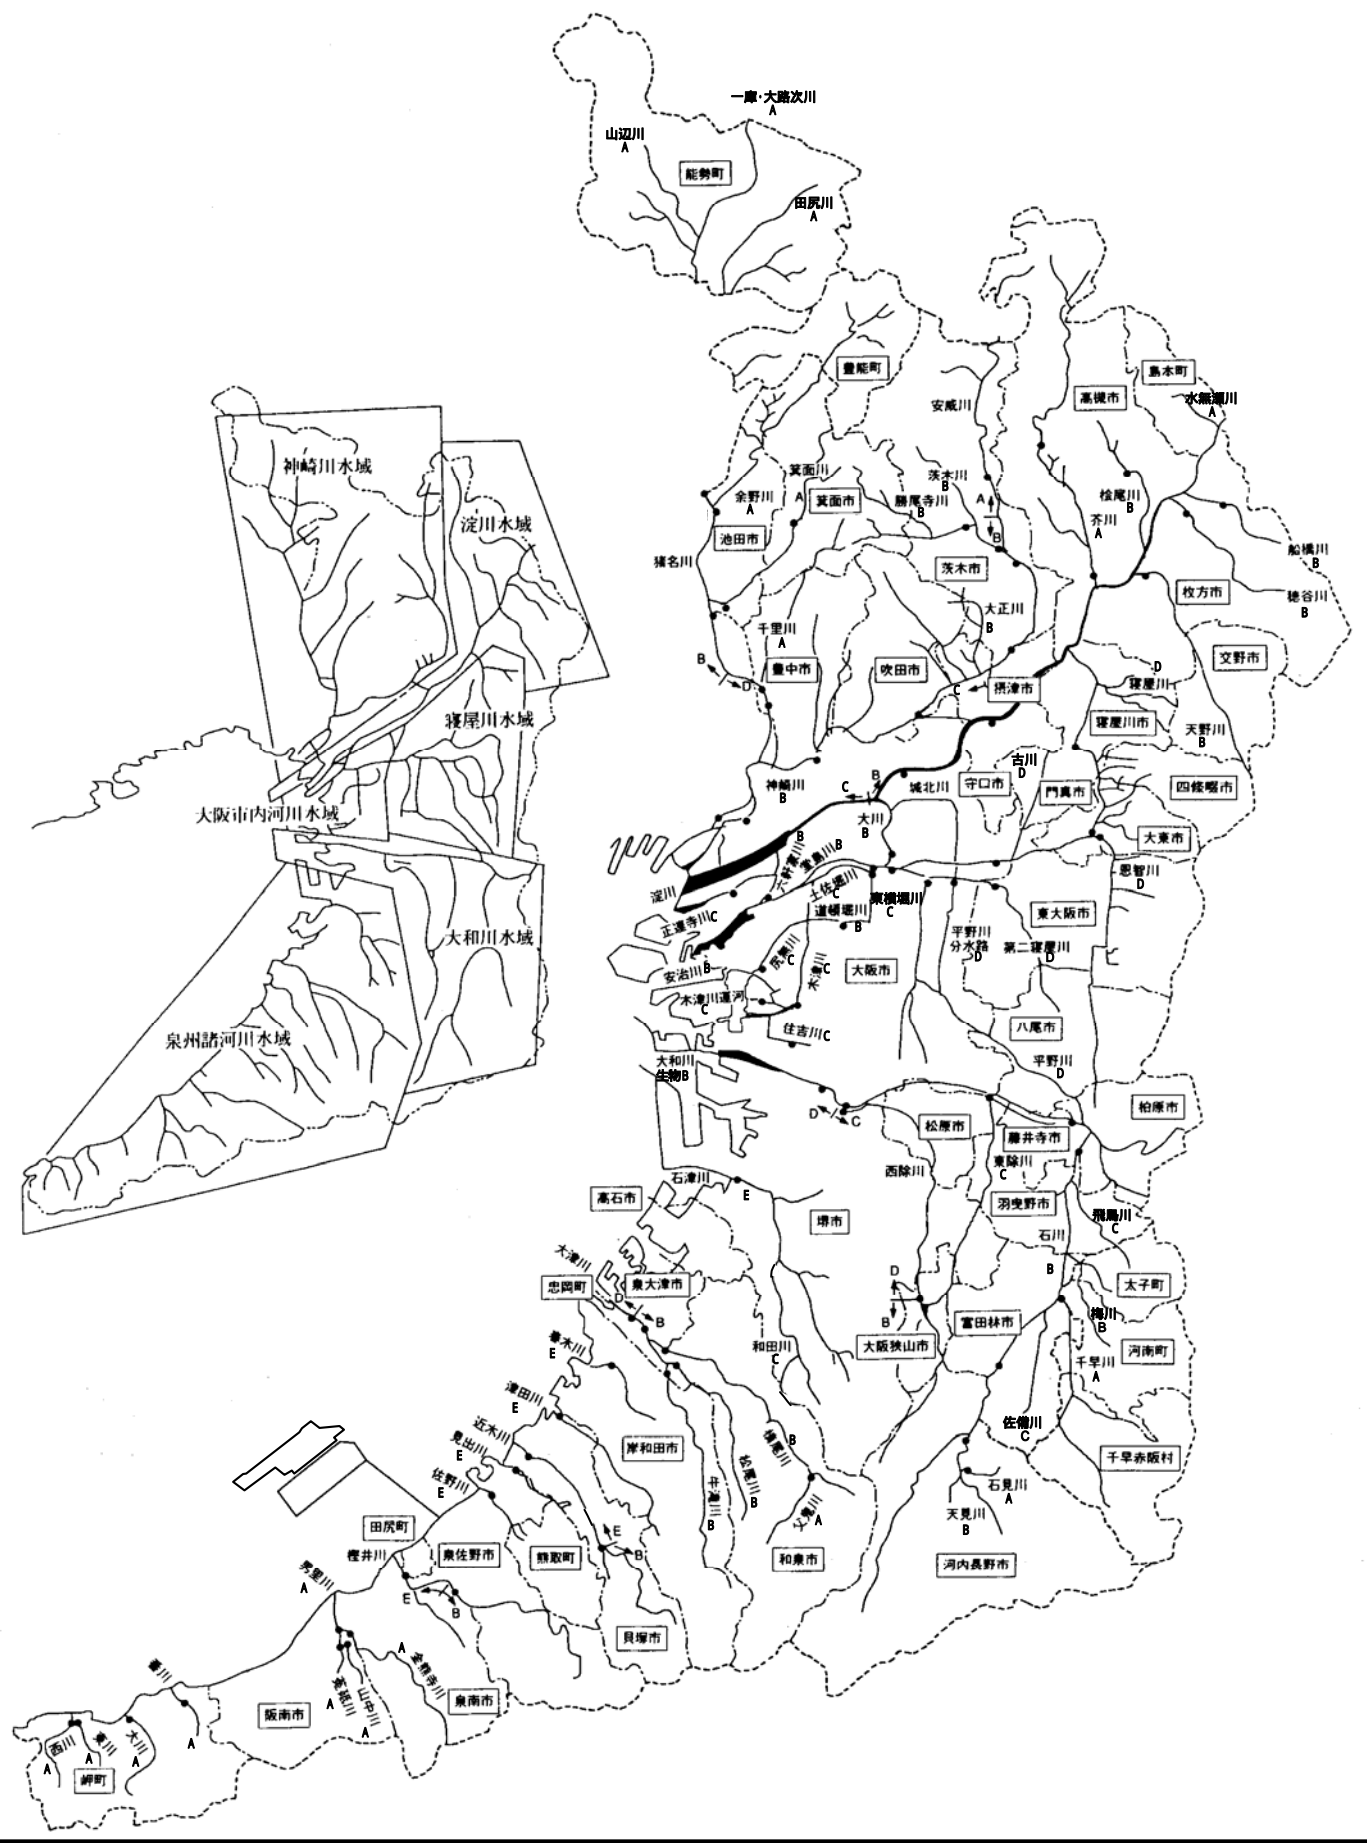 一庫・大路次川
A
山辺川
A
能勢町
田尻川
A
豊能町
島本町
高槻市
水無瀬川
A
安威川
神崎川水域
淀川水域
寝屋川水域
大阪市内河川水域
大和川水域
泉州諸河川水域
箕面川
A
箕面市
茨木川
B
余野川
A
勝尾寺川
B
A
B
桧尾川
B
芥川
A
池田市
猪名川
茨木市
船橋川
B
枚方市
穂谷川
B
大正川
B
千里川
A
豊中市
吹田市
交野市
B
D
C
摂津市
D
寝屋川
寝屋川市
天野川
B
神崎川
B
C
B
城北川
守口市
古川
D
門真市
四條畷市
大川
B
大東市
六軒家川
B
堂島川
B
恩智川
D
淀川
土佐堀川
C
東横堀川
C
正蓮寺川
C
道頓堀川
B
東大阪市
平野川
分水路
D
第二寝屋川
D
安治川
B
尻無川
C
木津川
C
大阪市
木津川運河
C
住吉川
C
八尾市
大和川
生物B
平野川
D
D
C
松原市
藤井寺市
柏原市
西除川
東除川
C
石津川
E
高石市
堺市
羽曳野市
飛鳥川
C
石川
B
大津川
忠岡町
泉大津市
D
B
D
B
太子町
梅川
B
富田林市
大阪狭山市
河南町
春木川
E
和田川
C
千早川
A
津田川
E
佐備川
C
近木川
見出川
E
岸和田市
槇尾川
B
松尾川
B
千早赤阪村
佐野川
E
牛滝川
B
父鬼川
A
石見川
A
天見川
B
田尻町
樫井川
泉佐野市
熊取町
E
B
和泉市
河内長野市
男里川
A
E
B
貝塚市
A
金熊寺川
番川
A
菟砥川
A
山中川
A
阪南市
泉南市
西川
A
東川
A
大川
A
岬町